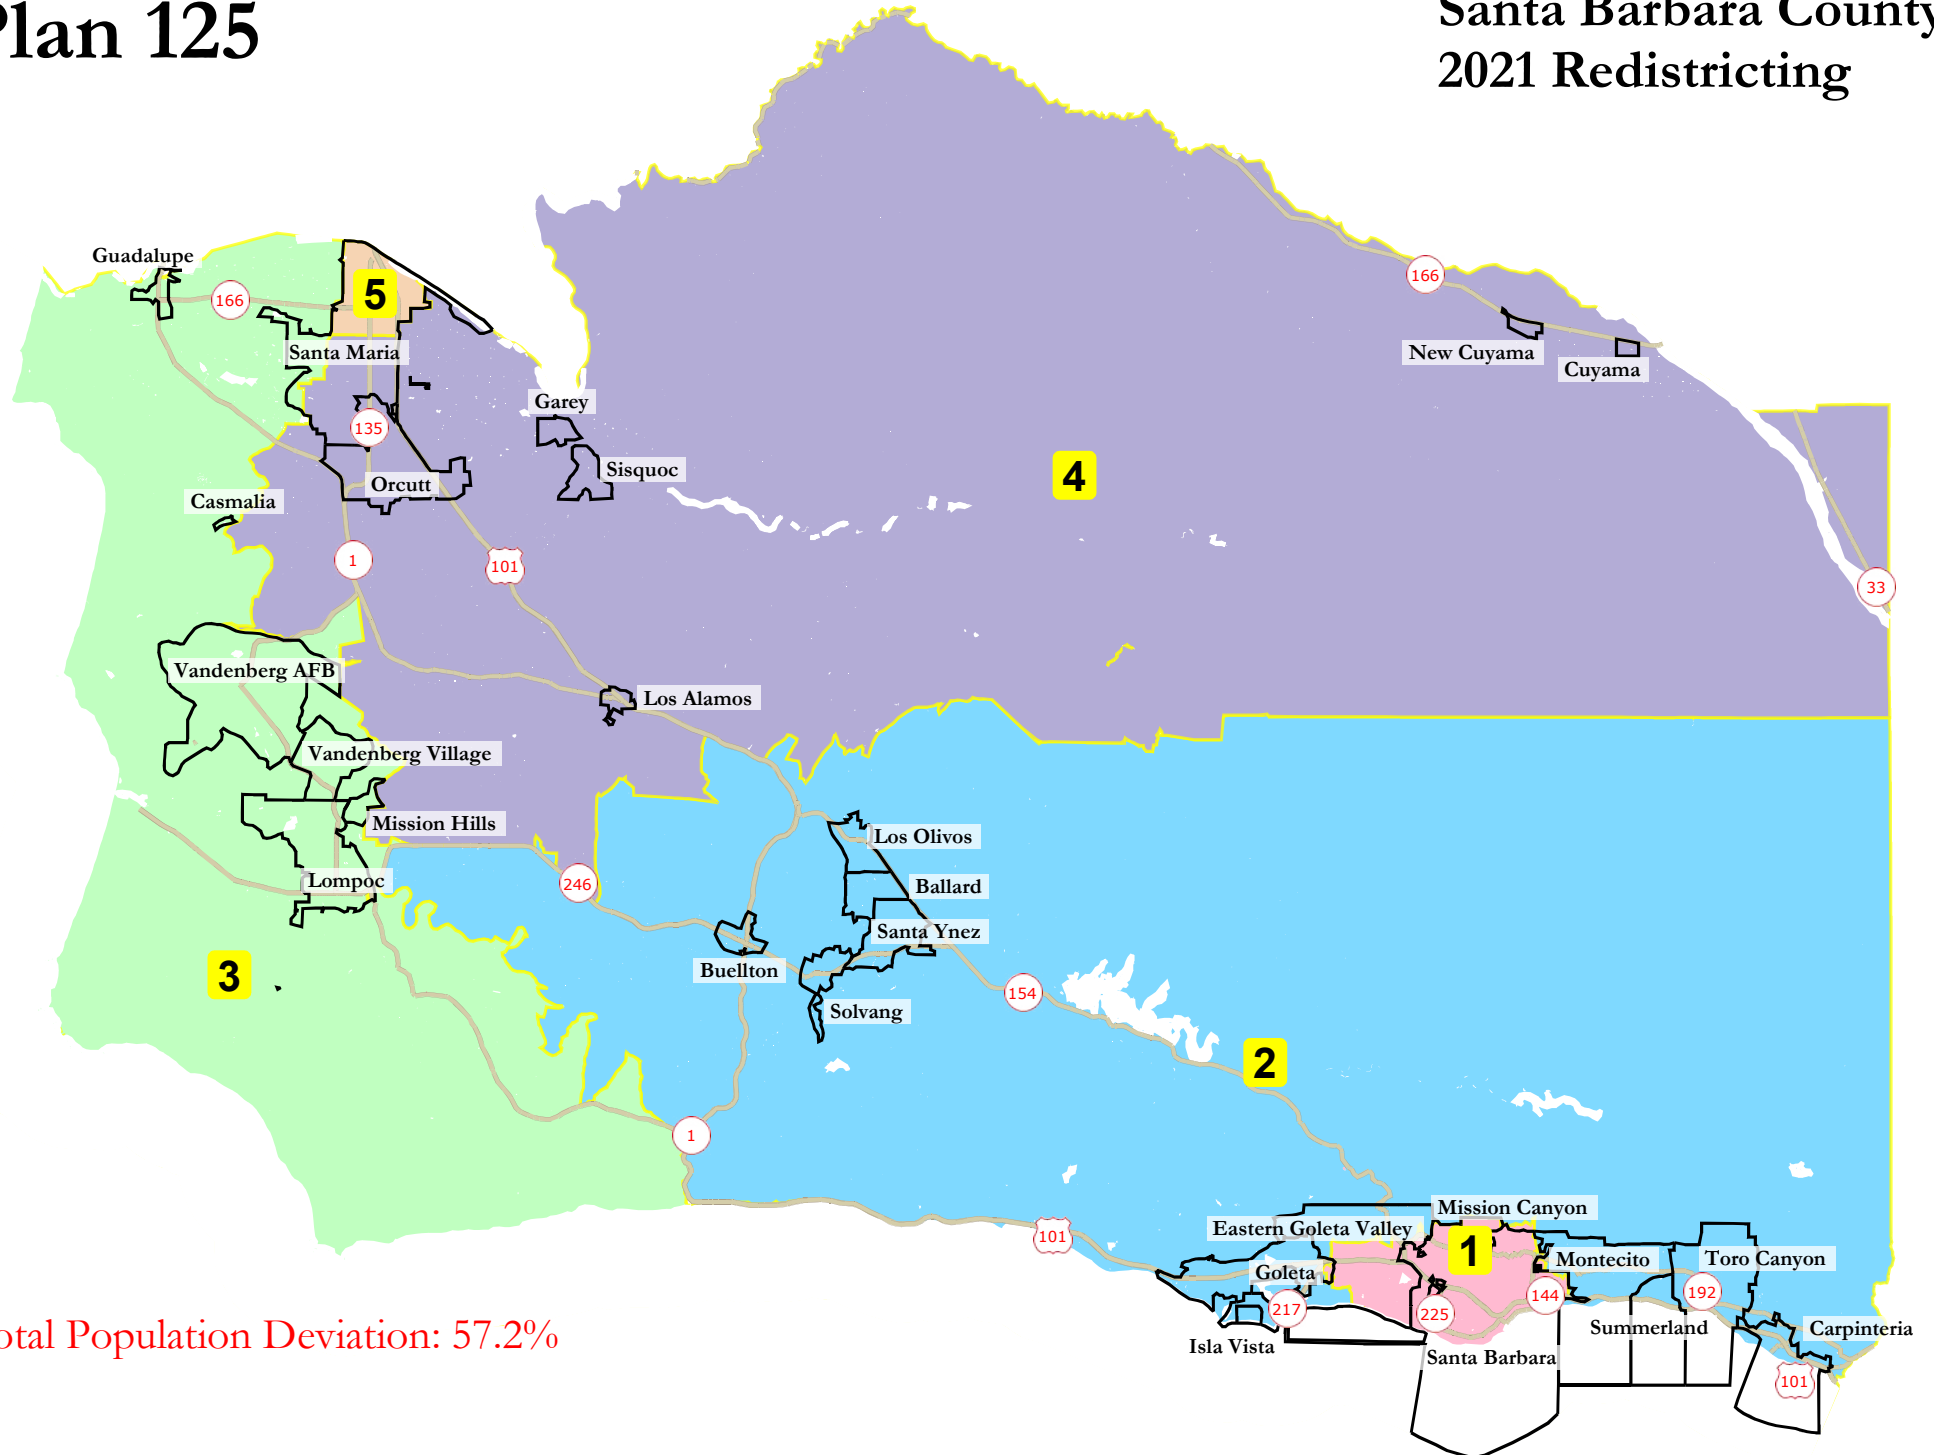 Plan 125
Santa Barbara County
2021 Redistricting
Guadalupe
166
5
Santa Maria
166
New Cuyama
Cuyama
Garey
135
Sisquoc
4
Orcutt
Casmalia
1
101
33
Vandenberg AFB
Los Alamos
Vandenberg Village
Mission Hills
Los Olivos
Lompoc
246
Ballard
Santa Ynez
Buellton
3
154
Solvang
2
1
Mission Canyon
Eastern Goleta Valley
101
1
Montecito
Toro Canyon
Goleta
217
225
144
192
Summerland
Carpinteria
Isla Vista
Santa Barbara
101
Total Population Deviation: 57.2%